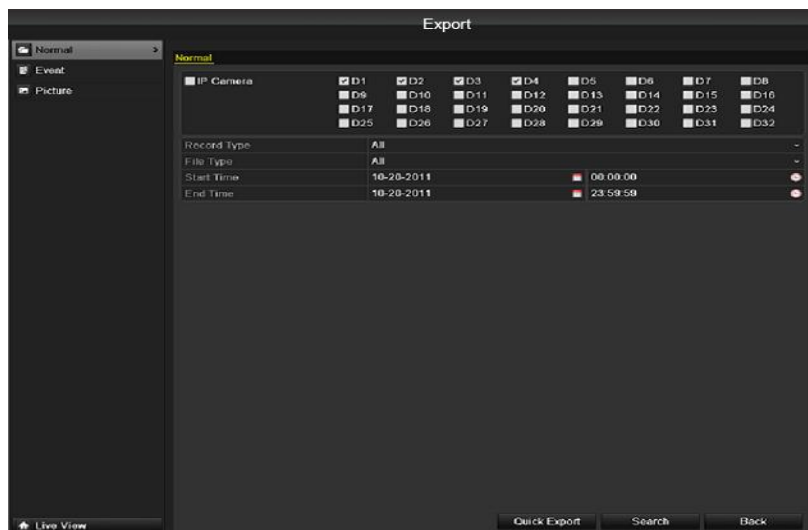 Export
Normal
Event
Picture
Normal
IP Camera D1 D2 D3 D4 D5 D6 D7 D8
D9 D10 D11 D12 D13 D14 D15 D16
D17 D18 D19 D20 D21 D22 D23 D24
D25 D26 D27 D28 D29 D30 D31 D32
Record Type All
File Type All
Start Time 10-20-2011 00:00:00
End Time 10-20-2011 23:59:59
Live View Quick Export Search Back